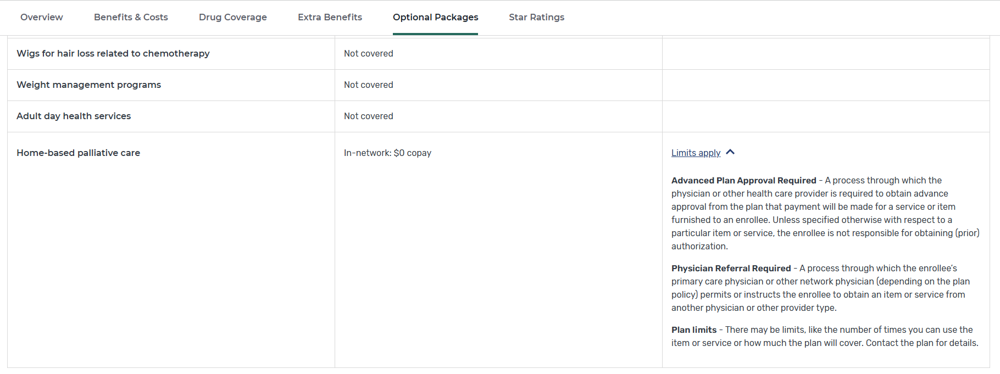 Overview Benefits & Costs Drug Coverage Extra Benefits Optional Packages Star Ratings
Wigs for hair loss related to chemotherapy Not covered
Weight management programs Not covered
Adult day health services Not covered
Home-based palliative care In-network: $0 copay Limits apply
Advanced Plan Approval Required - A process through which the
physician or other health care provider is required to obtain advance
approval from the plan that payment will be made for a service or item
furnished to an enrollee. Unless specified otherwise with respect to a
particular item or service, the enrollee is not responsible for obtaining (prior)
authorization.
Physician Referral Required - A process through which the enrollee's
primary care physician or other network physician (depending on the plan
policy) permits or instructs the enrollee to obtain an item or service from
another physician or other provider type.
Plan limits - There may be limits, like the number of times you can use the
item or service or how much the plan will cover. Contact the plan for details.